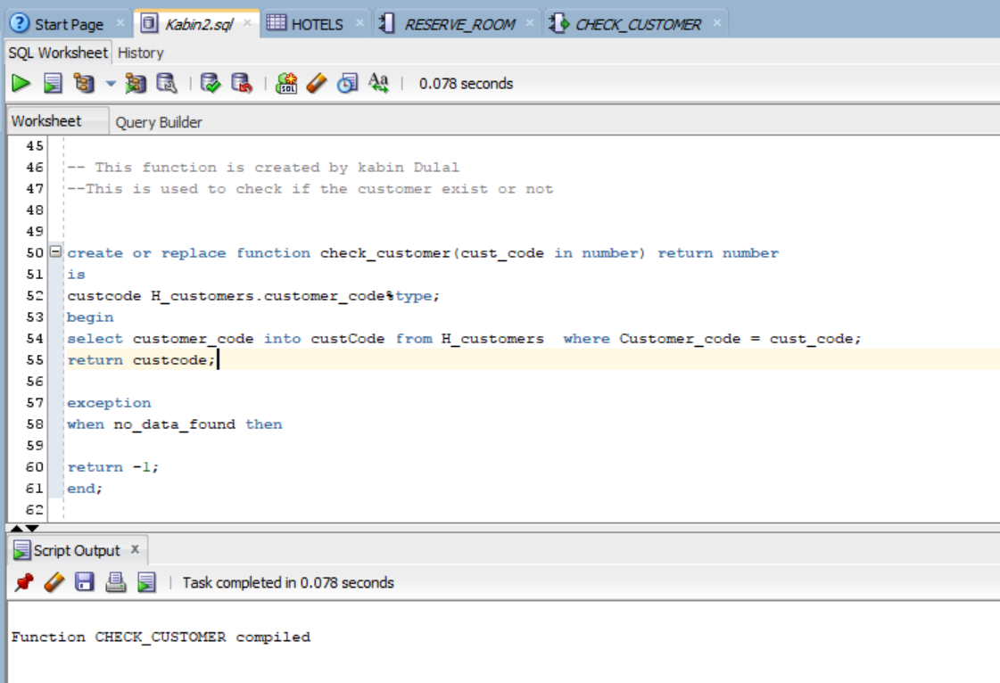 Start Page Kabin2.sql HOTELS RESERVE_ROOM CHECK_CUSTOMER
SQL Worksheet History
0.078 seconds
Worksheet Query Builder
45
46 -- This function is created by kabin Dulal
47 --This is used to check if the customer exist or not
48
49
50 create or replace function check_customer(cust_code in number) return number
51 is
52 custcode H_customers.customer_code%type;
53 begin
54 select customer_code into custCode from H_customers  where Customer_code = cust_code;
55 return custcode;
56
57 exception
58 when no_data_found then
59
60 return -1;
61 end;
62
Script Output x
Task completed in 0.078 seconds
Function CHECK_CUSTOMER compiled